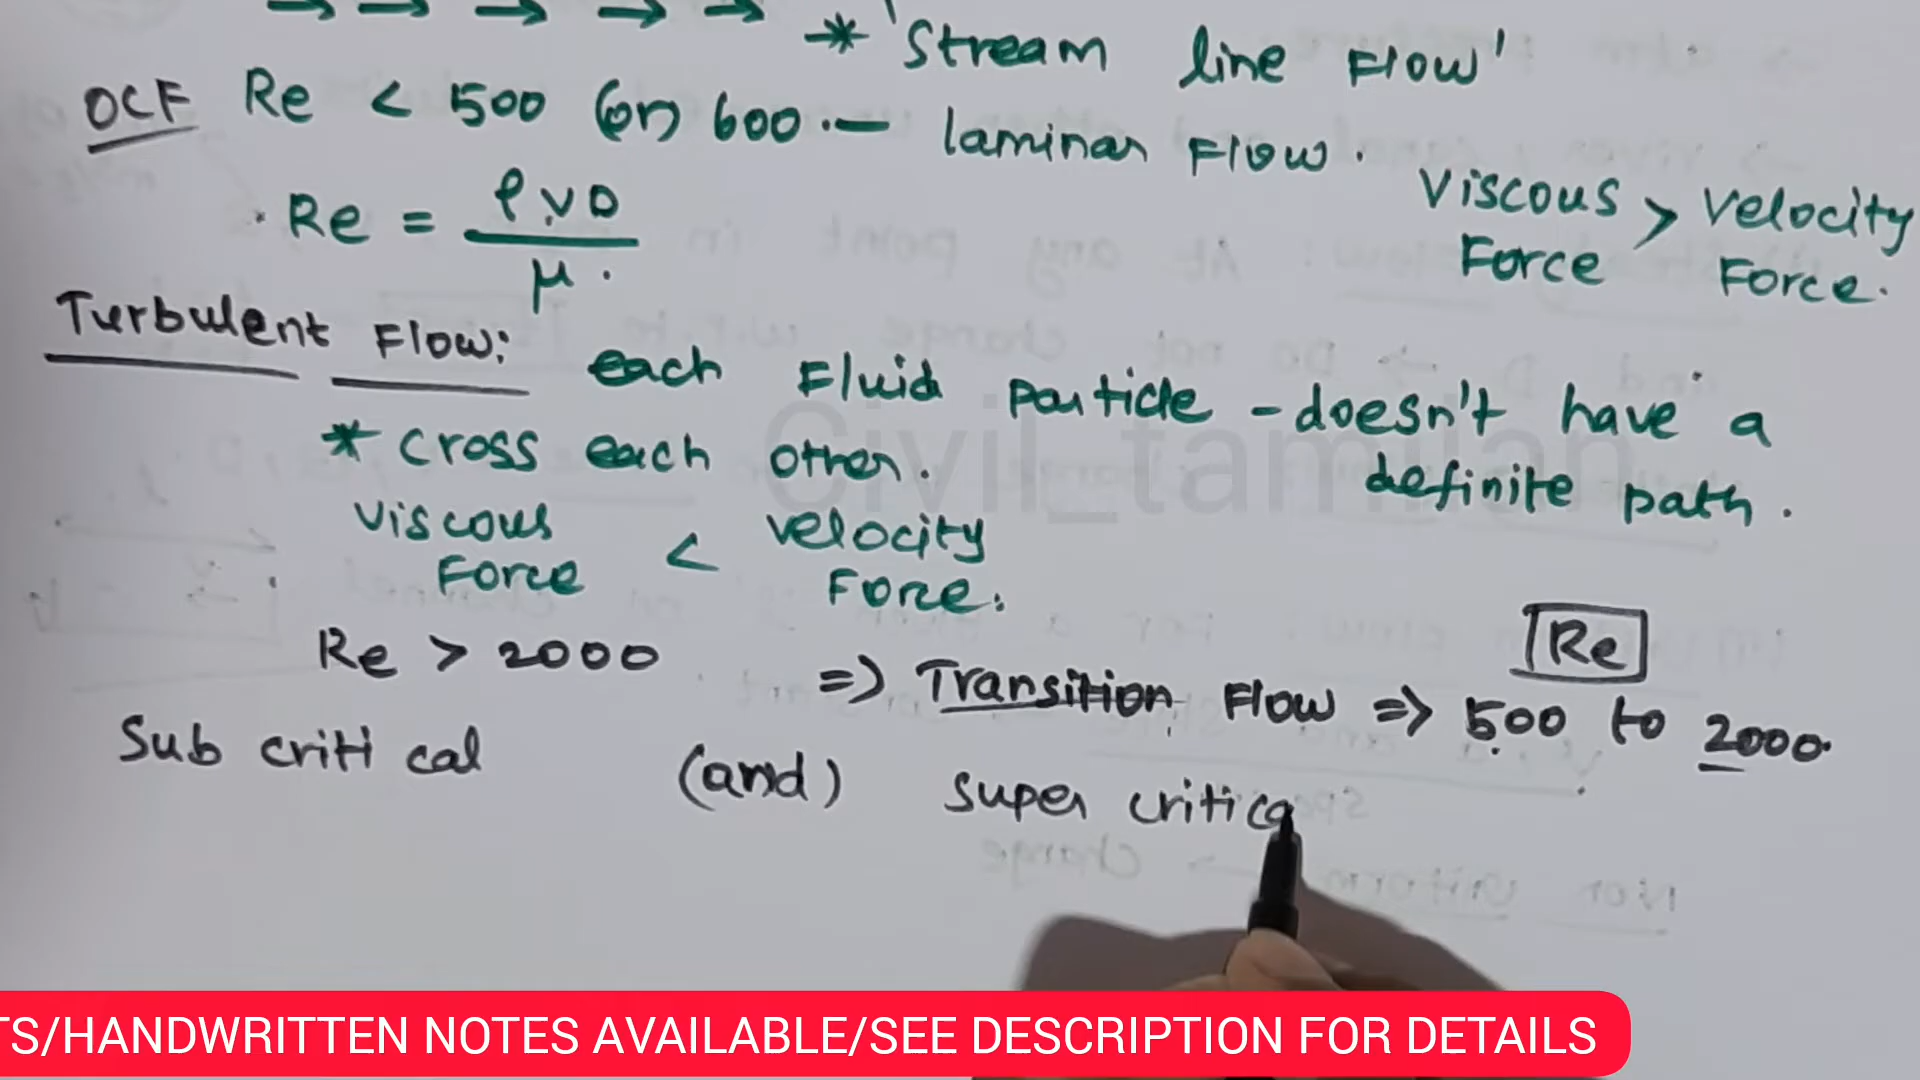 → → → → → * 'Stream line Flow'
OCF Re < 500 (or) 600 . — laminar Flow.
Re = ρVD / μ .
Viscous Force > Velocity Force.
Turbulent Flow: each Fluid particle - doesn't have a definite path.
* cross each other.
Viscous Force < velocity Force.
Re > 2000
Re
=> Transition Flow => 500 to 2000.
Sub critical (and) super critica
Civil_tamilan
TS/HANDWRITTEN NOTES AVAILABLE/SEE DESCRIPTION FOR DETAILS